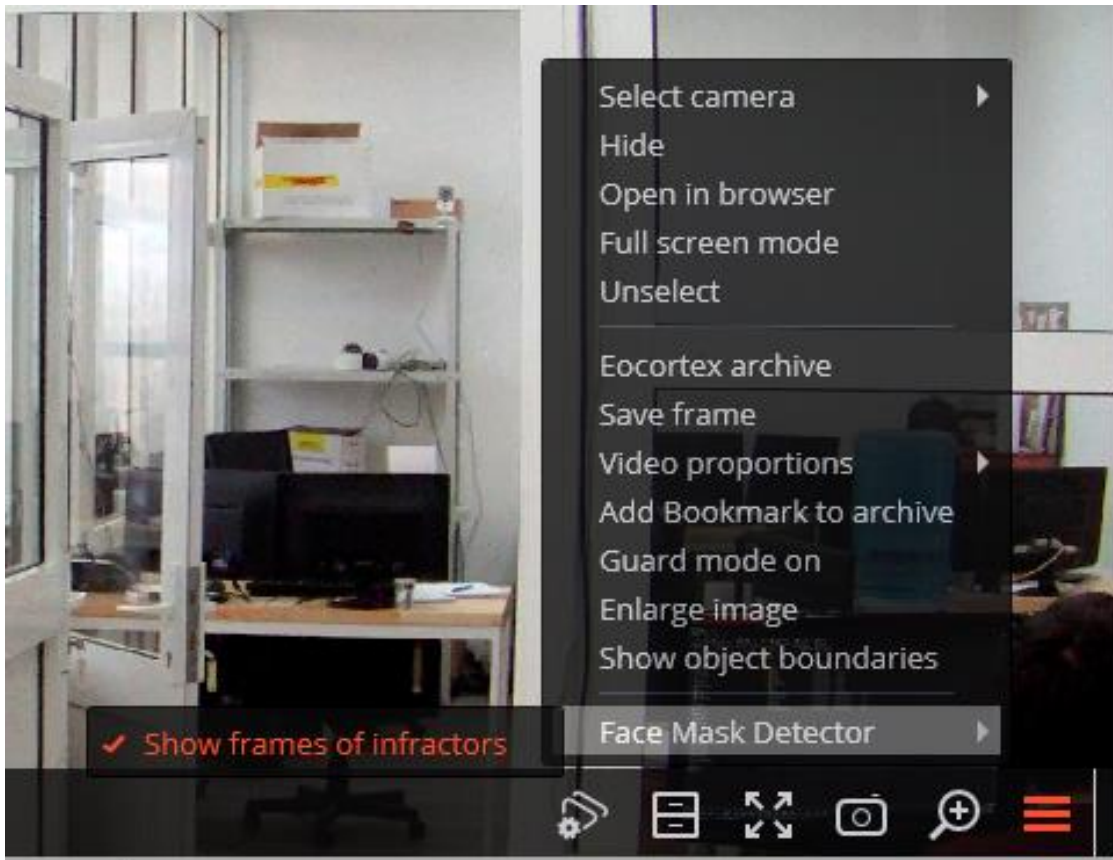 Select camera
Hide
Open in browser
Full screen mode
Unselect
Eocortex archive
Save frame
Video proportions
Add Bookmark to archive
Guard mode on
Enlarge image
Show object boundaries
Face Mask Detector
Show frames of infractors